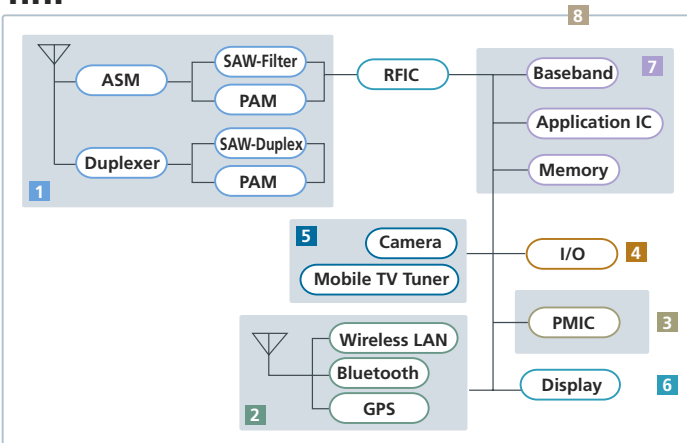 8
SAW-Filter
ASM
PAM
RFIC
Baseband
7
Application IC
SAW-Duplex
Duplexer
PAM
Memory
1
5
Camera
Mobile TV Tuner
I/O
4
PMIC
3
Wireless LAN
Bluetooth
GPS
2
Display
6